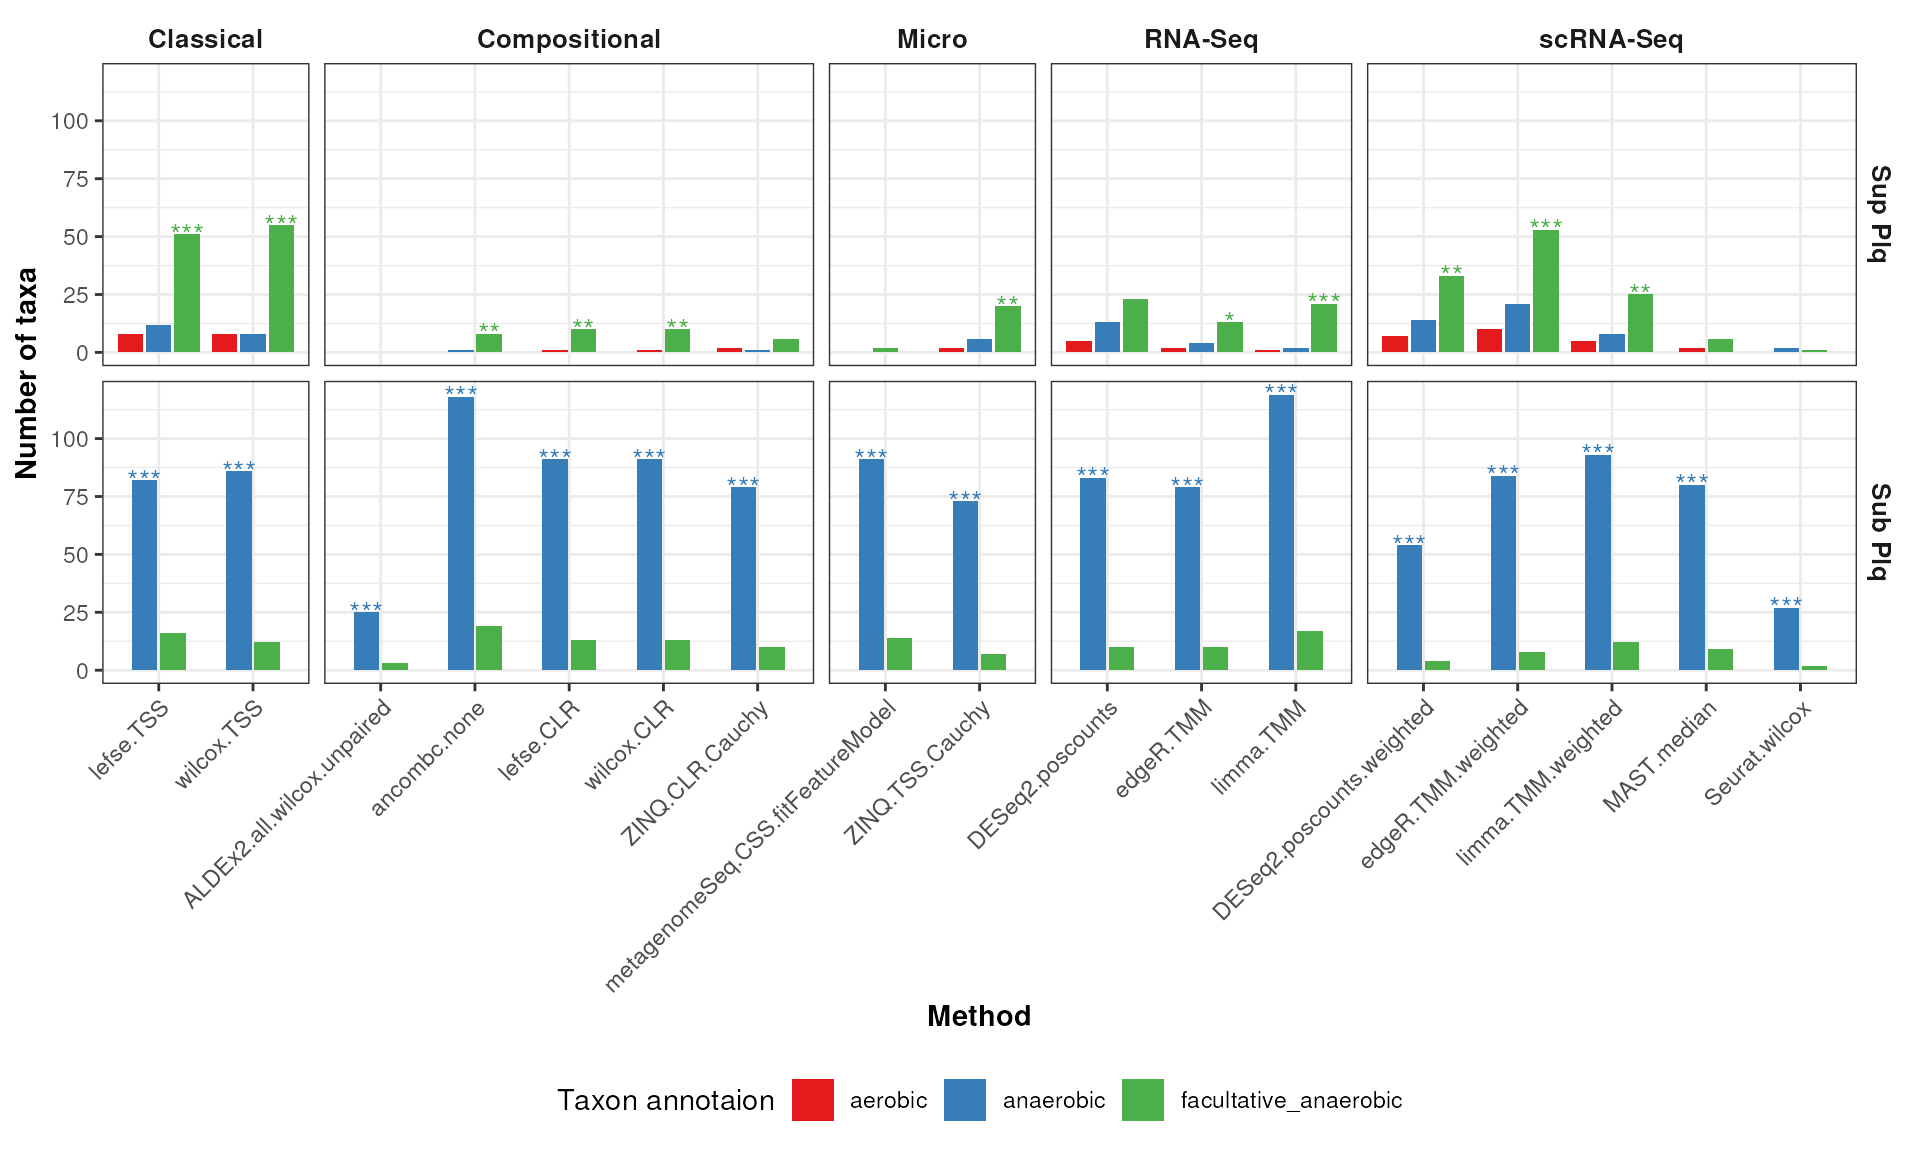 Classical Compositional Micro RNA-Seq scRNA-Seq
Number of taxa
100
75
50
25
0
*** *** ** ** ** ** * *** ** *** **
Sup Plq
100
75
50
25
0
*** *** *** *** *** *** *** *** *** *** *** *** *** *** *** *** ***
Sub Plq
lefse.TSS
wilcox.TSS
ALDEx2.all.wilcox.unpaired
ancombc.none
lefse.CLR
wilcox.CLR
ZINQ.CLR.Cauchy
metagenomeSeq.CSS.fitFeatureModel
ZINQ.TSS.Cauchy
DESeq2.poscounts
edgeR.TMM
limma.TMM
DESeq2.poscounts.weighted
edgeR.TMM.weighted
limma.TMM.weighted
MAST.median
Seurat.wilcox
Method
Taxon annotaion aerobic anaerobic facultative_anaerobic